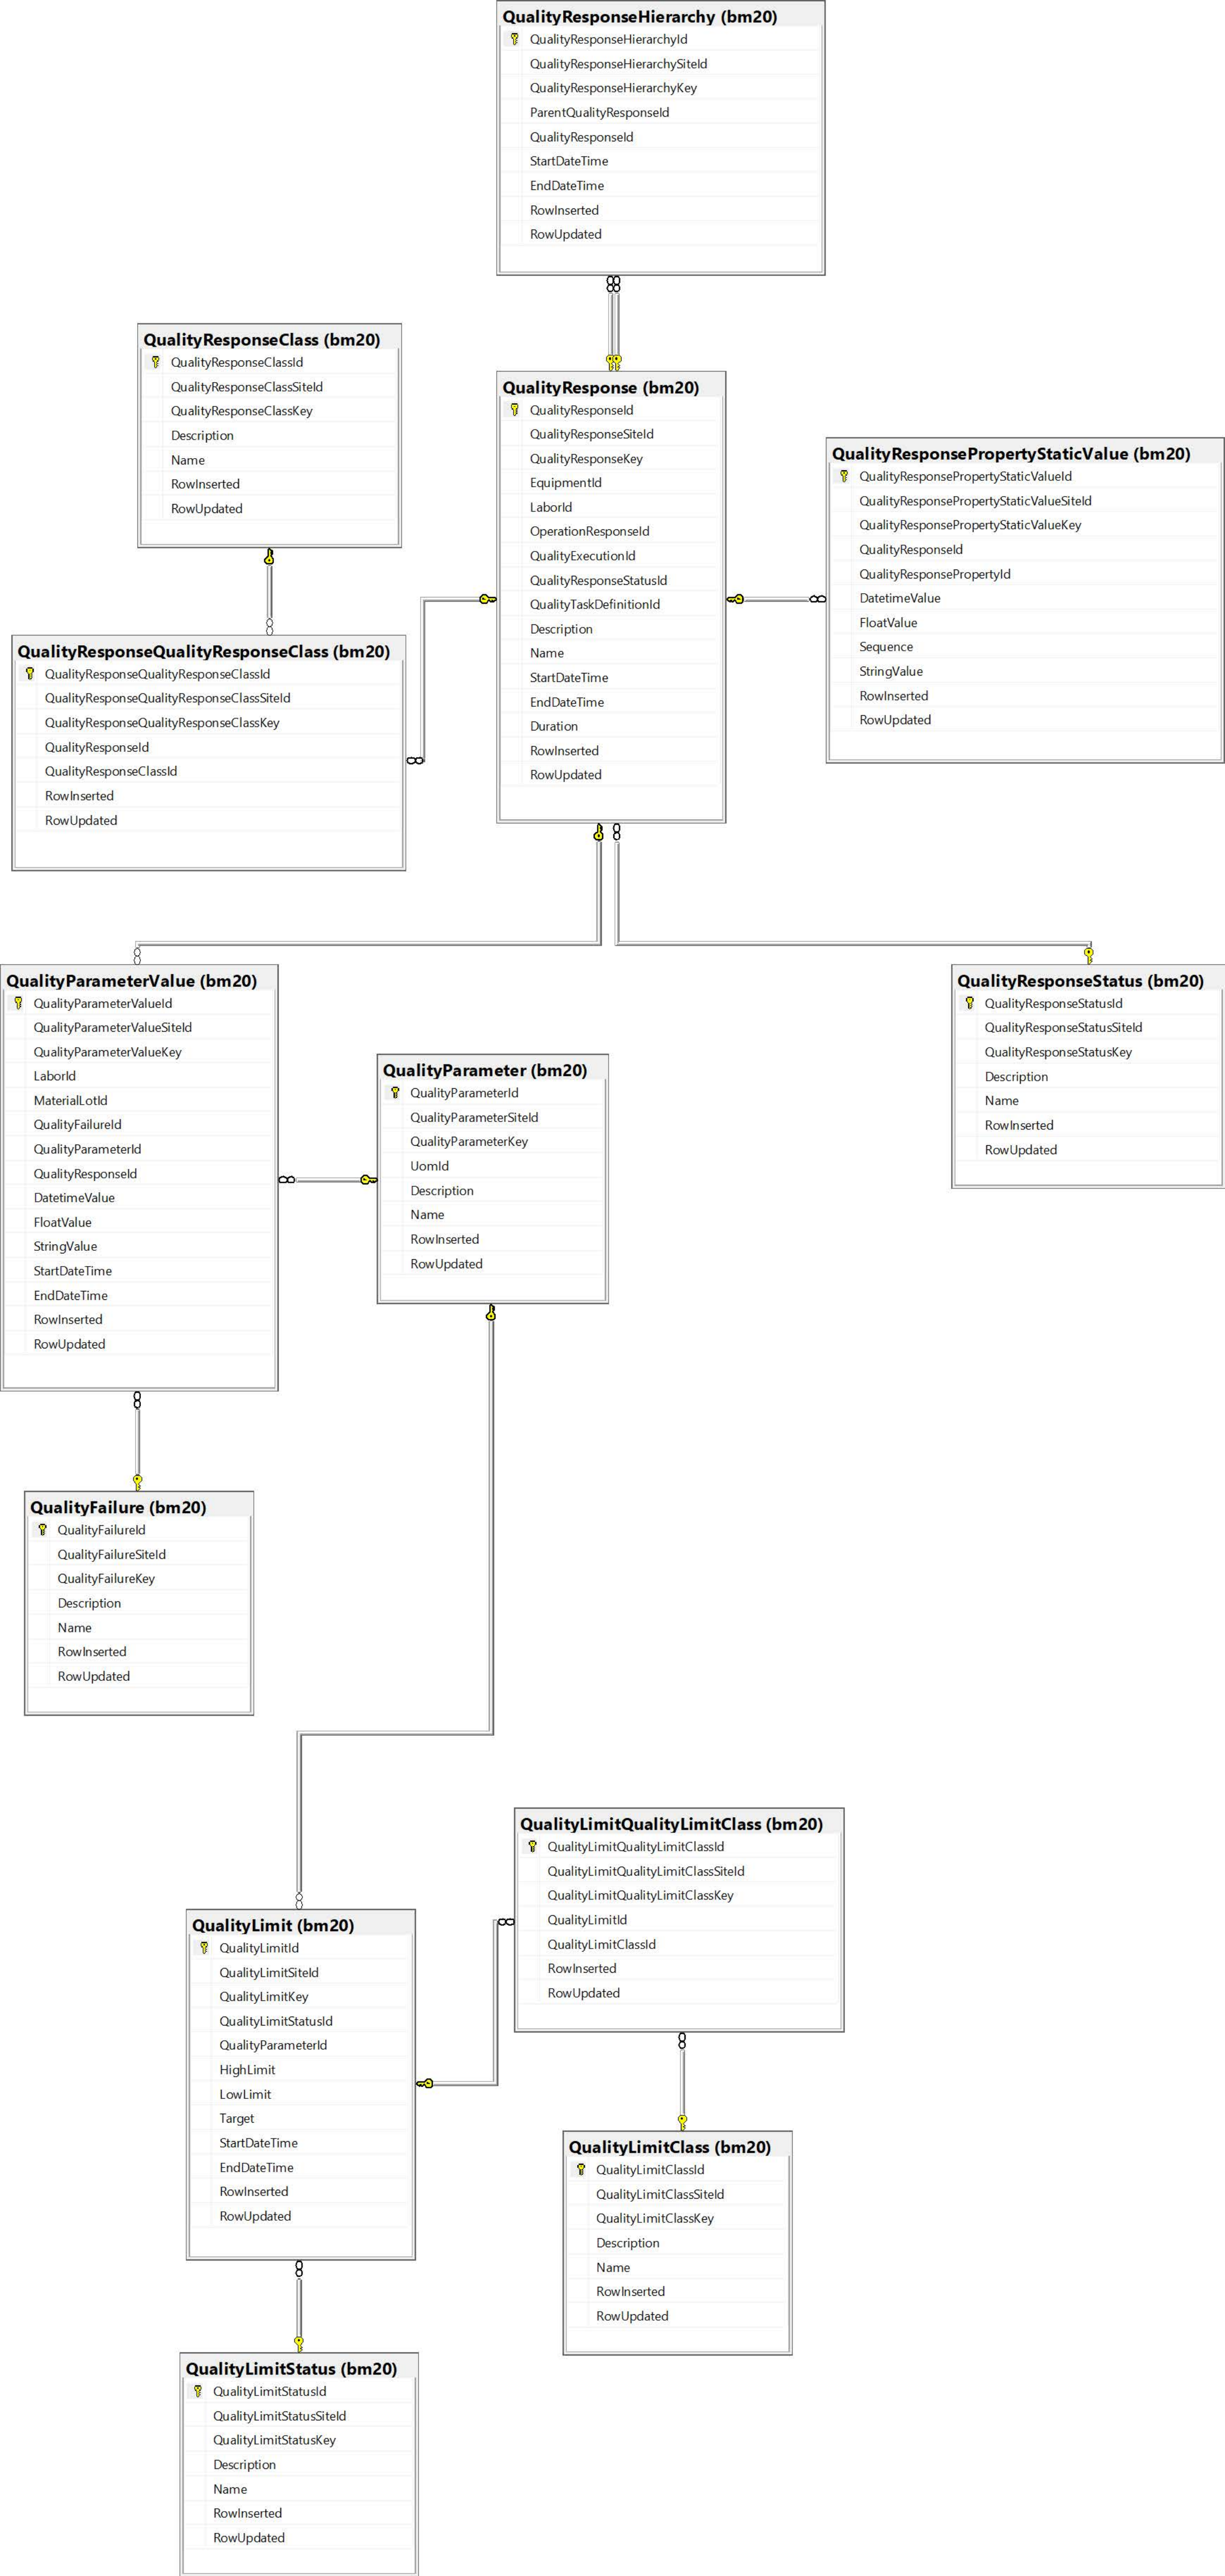 QualityResponseHierarchy (bm20)
QualityResponseHierarchyId
QualityResponseHierarchySiteId
QualityResponseHierarchyKey
ParentQualityResponseId
QualityResponseId
StartDateTime
EndDateTime
RowInserted
RowUpdated
QualityResponseClass (bm20)
QualityResponseClassId
QualityResponseClassSiteId
QualityResponseClassKey
Description
Name
RowInserted
RowUpdated
QualityResponse (bm20)
QualityResponseId
QualityResponseSiteId
QualityResponseKey
EquipmentId
LaborId
OperationResponseId
QualityExecutionId
QualityResponseStatusId
QualityTaskDefinitionId
Description
Name
StartDateTime
EndDateTime
Duration
RowInserted
RowUpdated
QualityResponsePropertyStaticValue (bm20)
QualityResponsePropertyStaticValueId
QualityResponsePropertyStaticValueSiteId
QualityResponsePropertyStaticValueKey
QualityResponseId
QualityResponsePropertyId
DatetimeValue
FloatValue
Sequence
StringValue
RowInserted
RowUpdated
QualityResponseQualityResponseClass (bm20)
QualityResponseQualityResponseClassId
QualityResponseQualityResponseClassSiteId
QualityResponseQualityResponseClassKey
QualityResponseId
QualityResponseClassId
RowInserted
RowUpdated
QualityParameterValue (bm20)
QualityParameterValueId
QualityParameterValueSiteId
QualityParameterValueKey
LaborId
MaterialLotId
QualityFailureId
QualityParameterId
QualityResponseId
DatetimeValue
FloatValue
StringValue
StartDateTime
EndDateTime
RowInserted
RowUpdated
QualityResponseStatus (bm20)
QualityResponseStatusId
QualityResponseStatusSiteId
QualityResponseStatusKey
Description
Name
RowInserted
RowUpdated
QualityParameter (bm20)
QualityParameterId
QualityParameterSiteId
QualityParameterKey
UomId
Description
Name
RowInserted
RowUpdated
QualityFailure (bm20)
QualityFailureId
QualityFailureSiteId
QualityFailureKey
Description
Name
RowInserted
RowUpdated
QualityLimitQualityLimitClass (bm20)
QualityLimitQualityLimitClassId
QualityLimitQualityLimitClassSiteId
QualityLimitQualityLimitClassKey
QualityLimitId
QualityLimitClassId
RowInserted
RowUpdated
QualityLimit (bm20)
QualityLimitId
QualityLimitSiteId
QualityLimitKey
QualityLimitStatusId
QualityParameterId
HighLimit
LowLimit
Target
StartDateTime
EndDateTime
RowInserted
RowUpdated
QualityLimitClass (bm20)
QualityLimitClassId
QualityLimitClassSiteId
QualityLimitClassKey
Description
Name
RowInserted
RowUpdated
QualityLimitStatus (bm20)
QualityLimitStatusId
QualityLimitStatusSiteId
QualityLimitStatusKey
Description
Name
RowInserted
RowUpdated